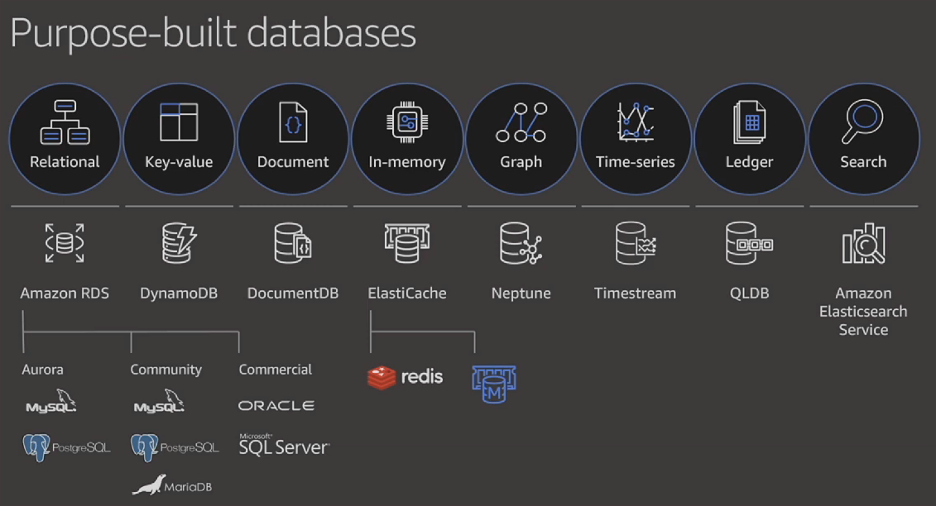 Purpose-built databases
Relational
Key-value
Document
In-memory
Graph
Time-series
Ledger
Search
Amazon RDS
DynamoDB
DocumentDB
ElastiCache
Neptune
Timestream
QLDB
Amazon
Elasticsearch
Service
Aurora
Community
Commercial
redis
M
MySQL
MySQL
ORACLE
PostgreSQL
PostgreSQL
Microsoft
SQL Server
MariaDB